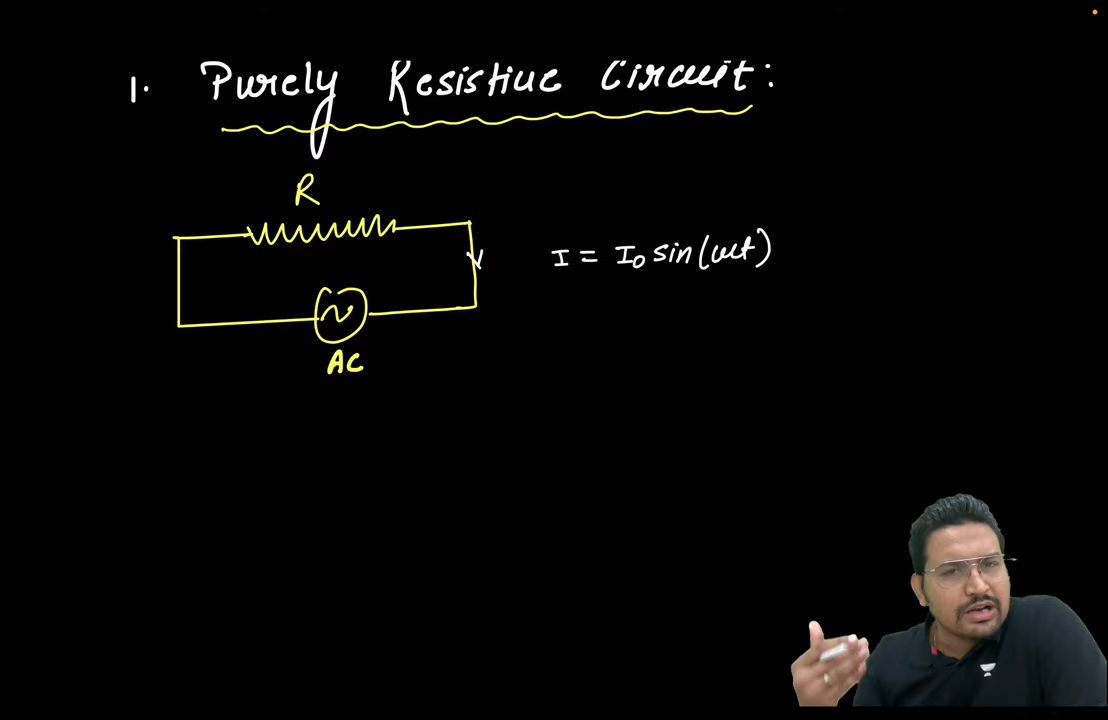 1. Purely Resistive Circuit:
R
I = I₀ sin(ωt)
AC